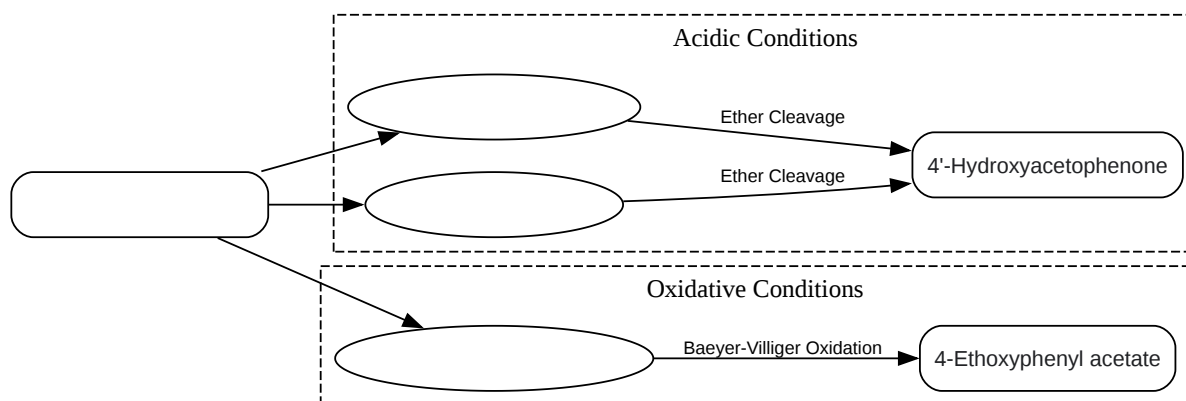 Acidic Conditions
Ether Cleavage
4'-Hydroxyacetophenone
Ether Cleavage
Oxidative Conditions
Baeyer-Villiger Oxidation
4-Ethoxyphenyl acetate